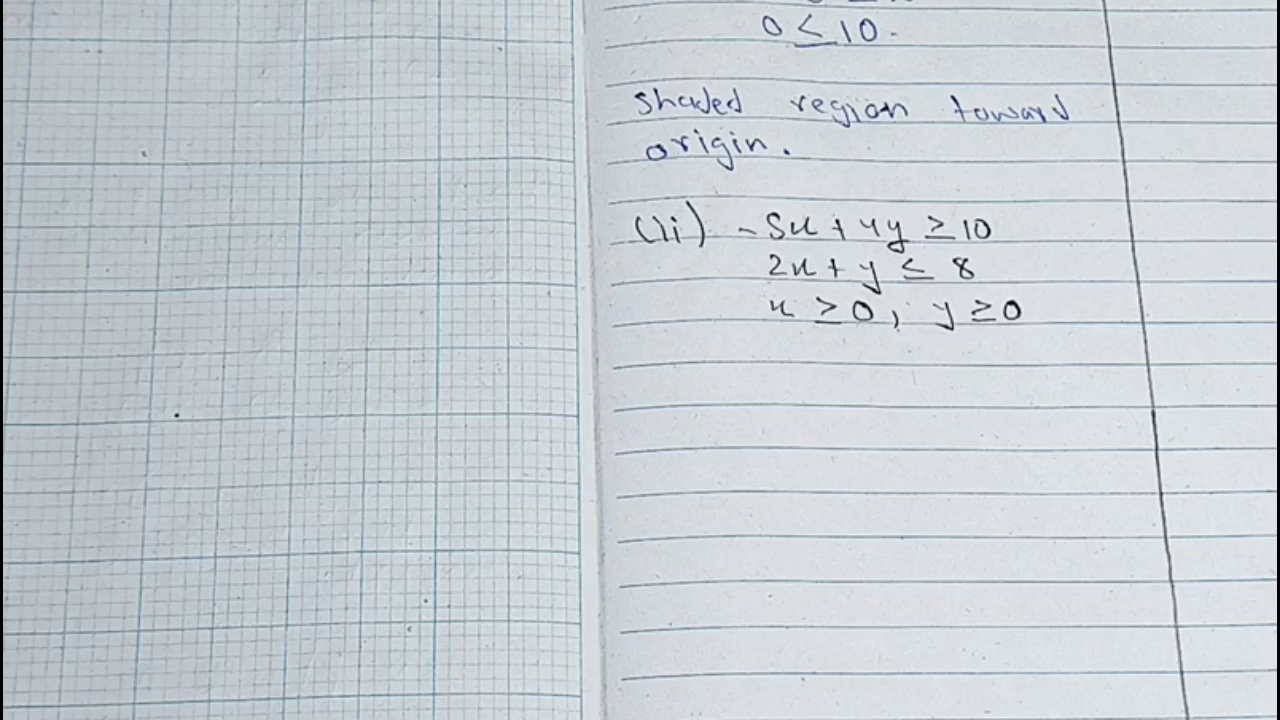 0 ≤ 10.
shaded region toward
origin.
(ii) -5x + 4y ≥ 10
2x + y ≤ 8
x ≥ 0, y ≥ 0